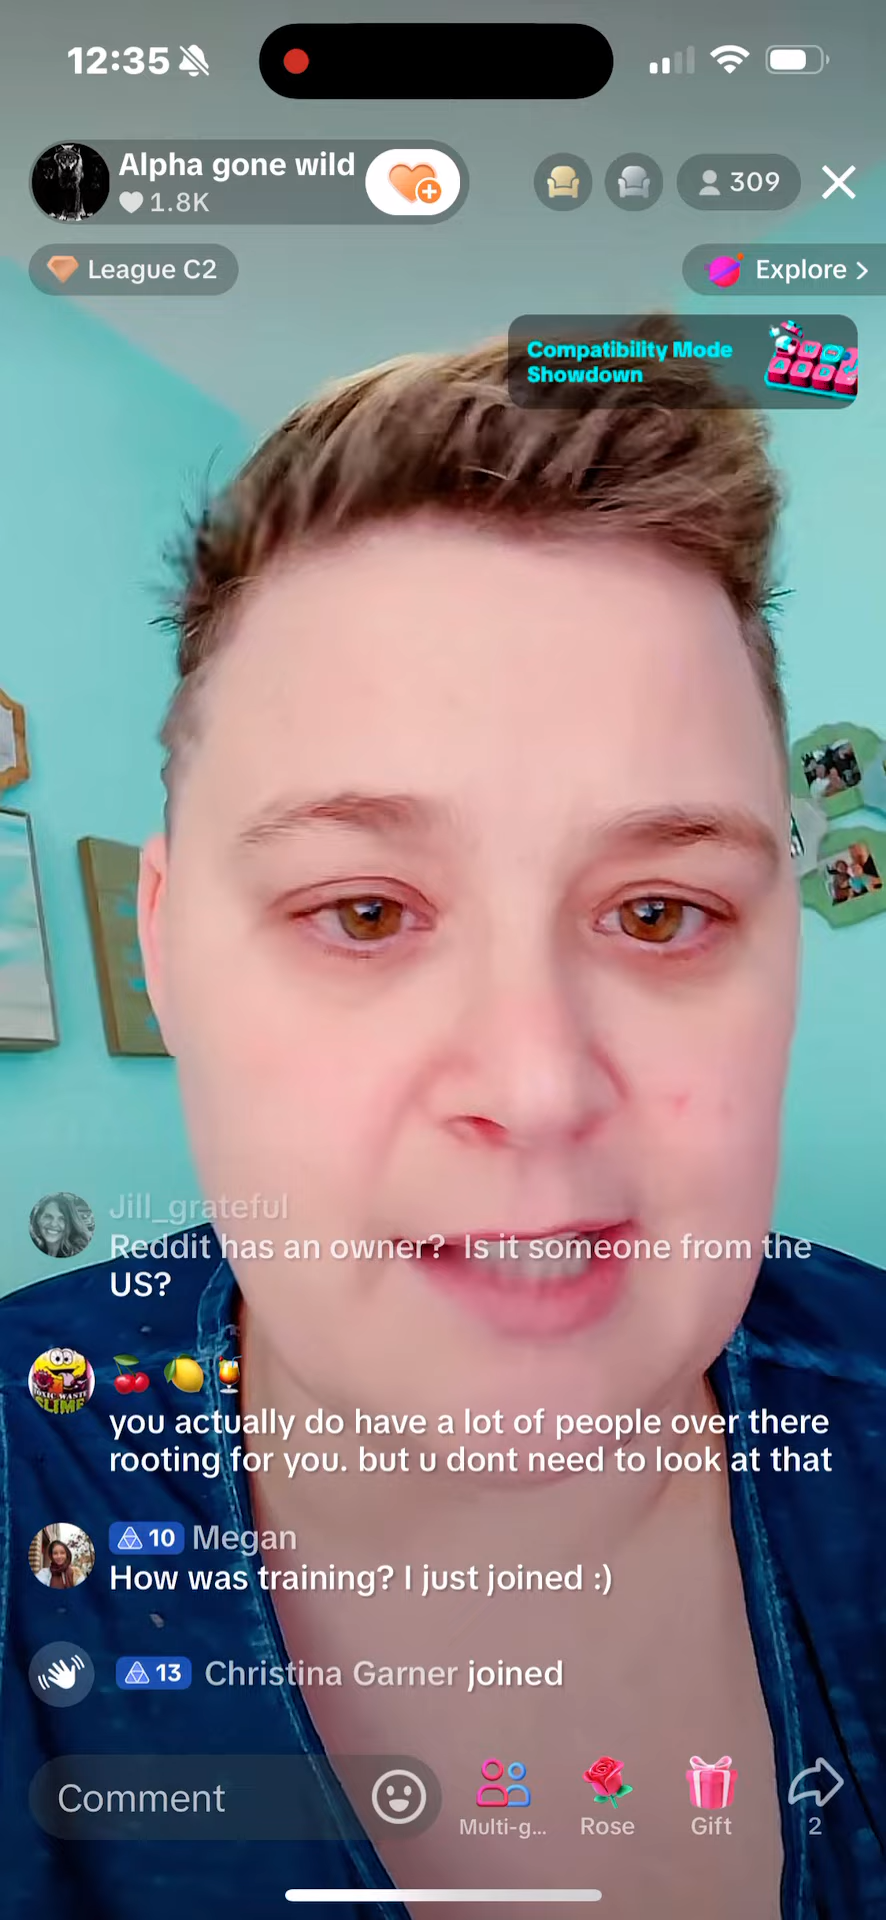 12:35
Alpha gone wild
1.8K
309
League C2
Explore >
Compatibility Mode
Showdown
Jill_grateful
Reddit has an owner? Is it someone from the
US?
TOXIC WASTE
SLIME
🍒 🍋 🍹
you actually do have a lot of people over there
rooting for you. but u dont need to look at that
10 Megan
How was training? I just joined :)
13 Christina Garner joined
Comment
Multi-g...
Rose
Gift
2